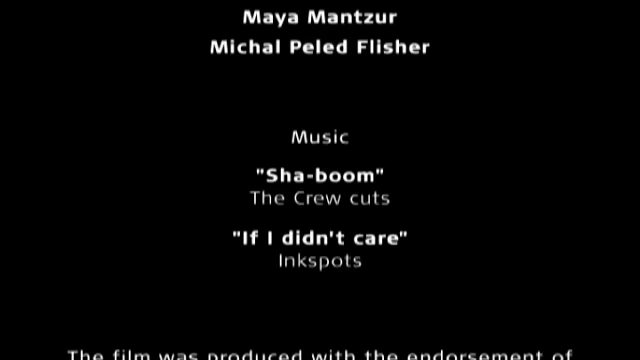 Maya Mantzur
Michal Peled Flisher
Music
"Sha-boom"
The Crew cuts
"If I didn't care"
Inkspots
The film was produced with the endorsement of